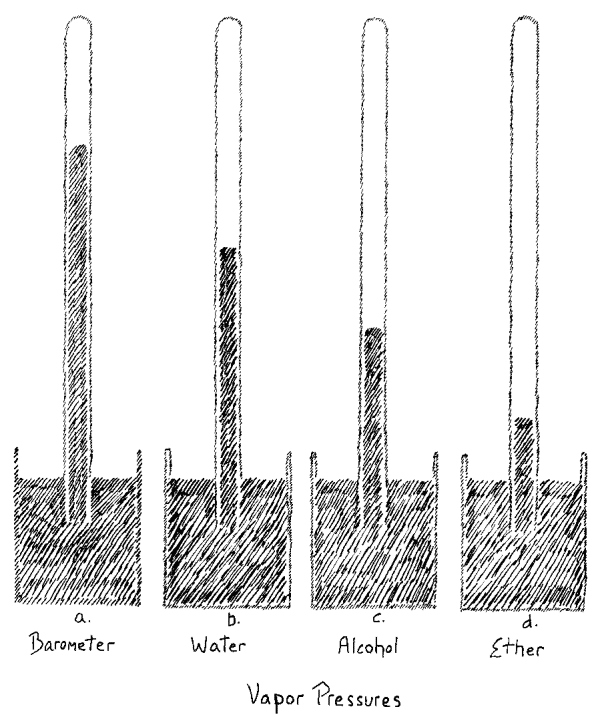 a. b. c. d.
Barometer Water Alcohol Ether
Vapor Pressures